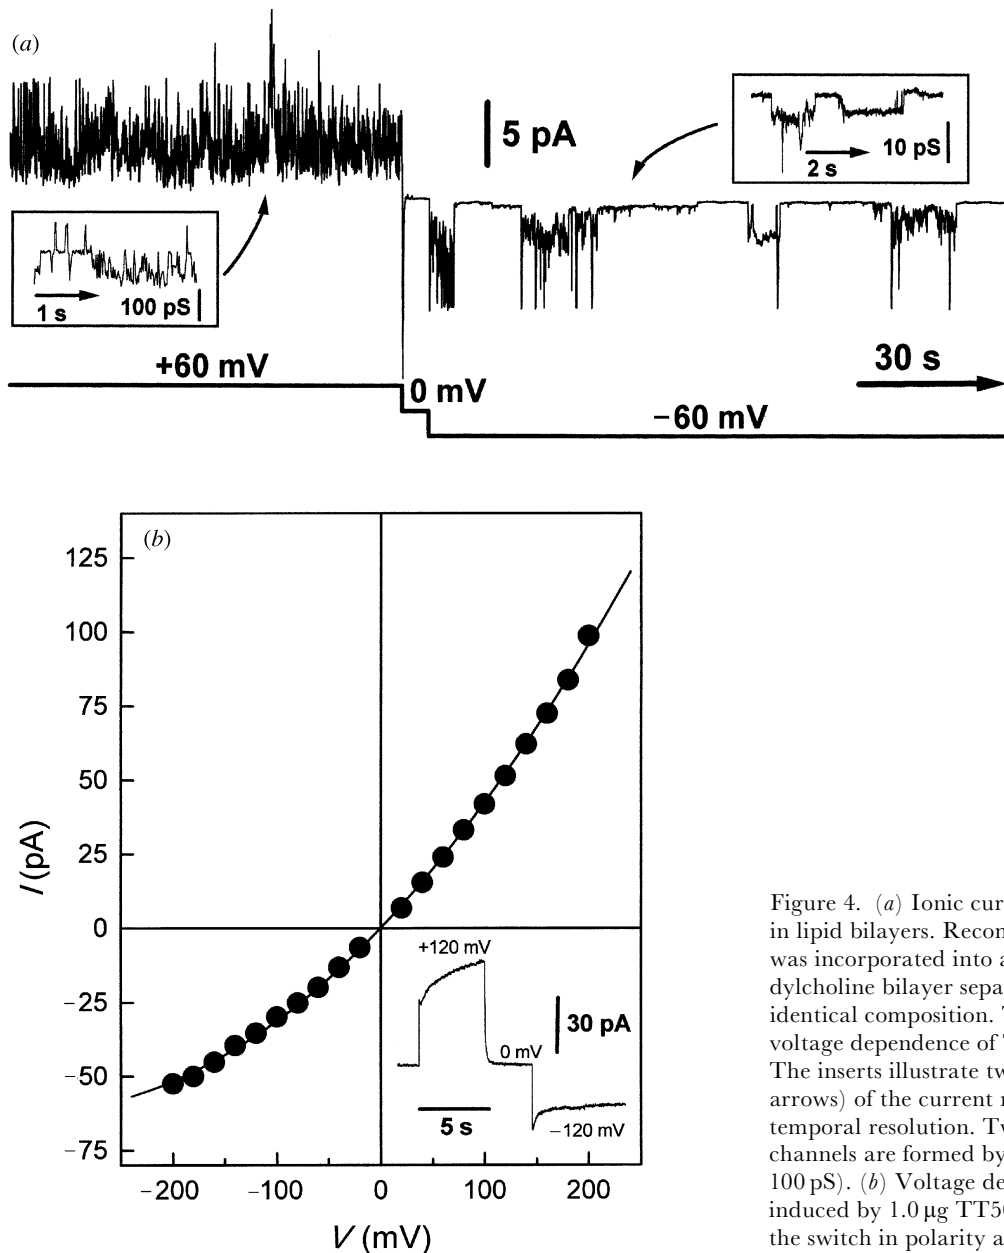 (a)
5 pA
10 pS
2 s
1 s
100 pS
+60 mV
0 mV
−60 mV
30 s
(b)
125
100
75
50
25
0
−25
−50
−75
I (pA)
+120 mV
30 pA
0 mV
5 s
−120 mV
−200
−100
0
100
200
V (mV)
Figure 4. (a) Ionic cur
in lipid bilayers. Recon
was incorporated into a
dylcholine bilayer sepa
identical composition. T
voltage dependence of T
The inserts illustrate tw
arrows) of the current r
temporal resolution. Tw
channels are formed by
100 pS). (b) Voltage de
induced by 1.0 μg TT50
the switch in polarity a